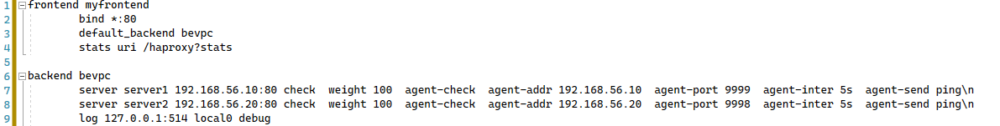 1 frontend myfrontend
2 bind *:80
3 default_backend bevpc
4 stats uri /haproxy?stats
5
6 backend bevpc
7 server server1 192.168.56.10:80 check  weight 100  agent-check  agent-addr 192.168.56.10  agent-port 9999  agent-inter 5s  agent-send ping\n
8 server server2 192.168.56.20:80 check  weight 100  agent-check  agent-addr 192.168.56.20  agent-port 9998  agent-inter 5s  agent-send ping\n
9 log 127.0.0.1:514 local0 debug